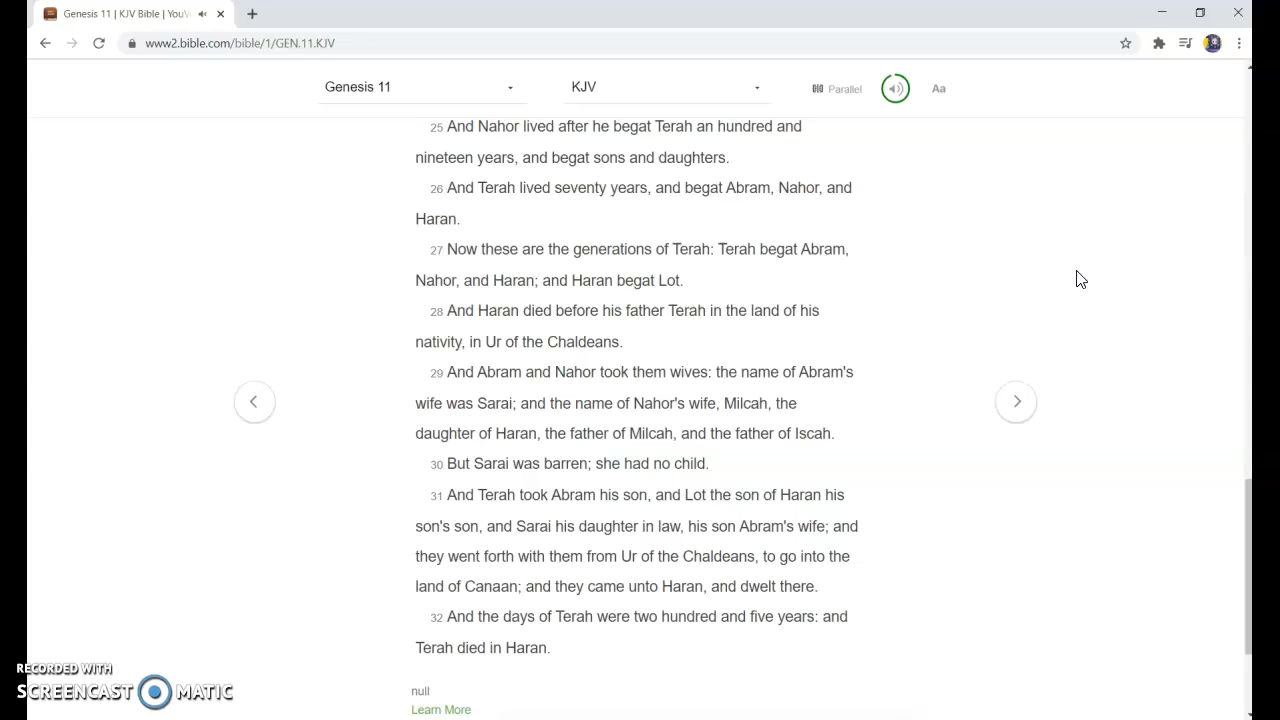 Genesis 11 | KJV Bible | YouV
www2.bible.com/bible/1/GEN.11.KJV
Genesis 11 KJV Parallel Aa
25 And Nahor lived after he begat Terah an hundred and
nineteen years, and begat sons and daughters.
26 And Terah lived seventy years, and begat Abram, Nahor, and
Haran.
27 Now these are the generations of Terah: Terah begat Abram,
Nahor, and Haran; and Haran begat Lot.
28 And Haran died before his father Terah in the land of his
nativity, in Ur of the Chaldeans.
29 And Abram and Nahor took them wives: the name of Abram's
wife was Sarai; and the name of Nahor's wife, Milcah, the
daughter of Haran, the father of Milcah, and the father of Iscah.
30 But Sarai was barren; she had no child.
31 And Terah took Abram his son, and Lot the son of Haran his
son's son, and Sarai his daughter in law, his son Abram's wife; and
they went forth with them from Ur of the Chaldeans, to go into the
land of Canaan; and they came unto Haran, and dwelt there.
32 And the days of Terah were two hundred and five years: and
Terah died in Haran.
null
Learn More
RECORDED WITH
SCREENCAST MATIC